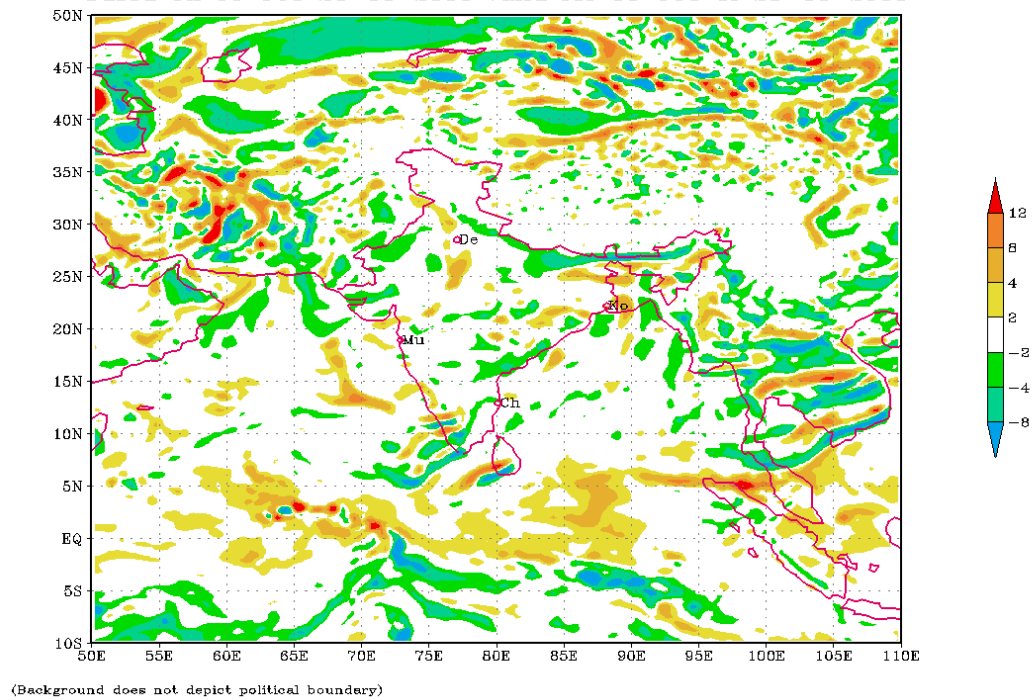 50N
45N
40N
35N
30N
25N
20N
15N
10N
5N
EQ
5S
10S
50E 55E 60E 65E 70E 75E 80E 85E 90E 95E 100E 105E 110E
De
Ko
Mu
Ch
12
8
4
2
-2
-4
-8
(Background does not depict political boundary)